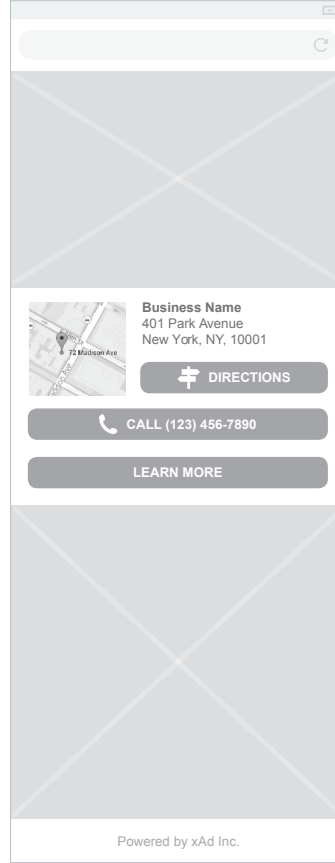 Business Name
401 Park Avenue
New York, NY, 10001
72 Madison Ave
DIRECTIONS
CALL (123) 456-7890
LEARN MORE
Powered by xAd Inc.